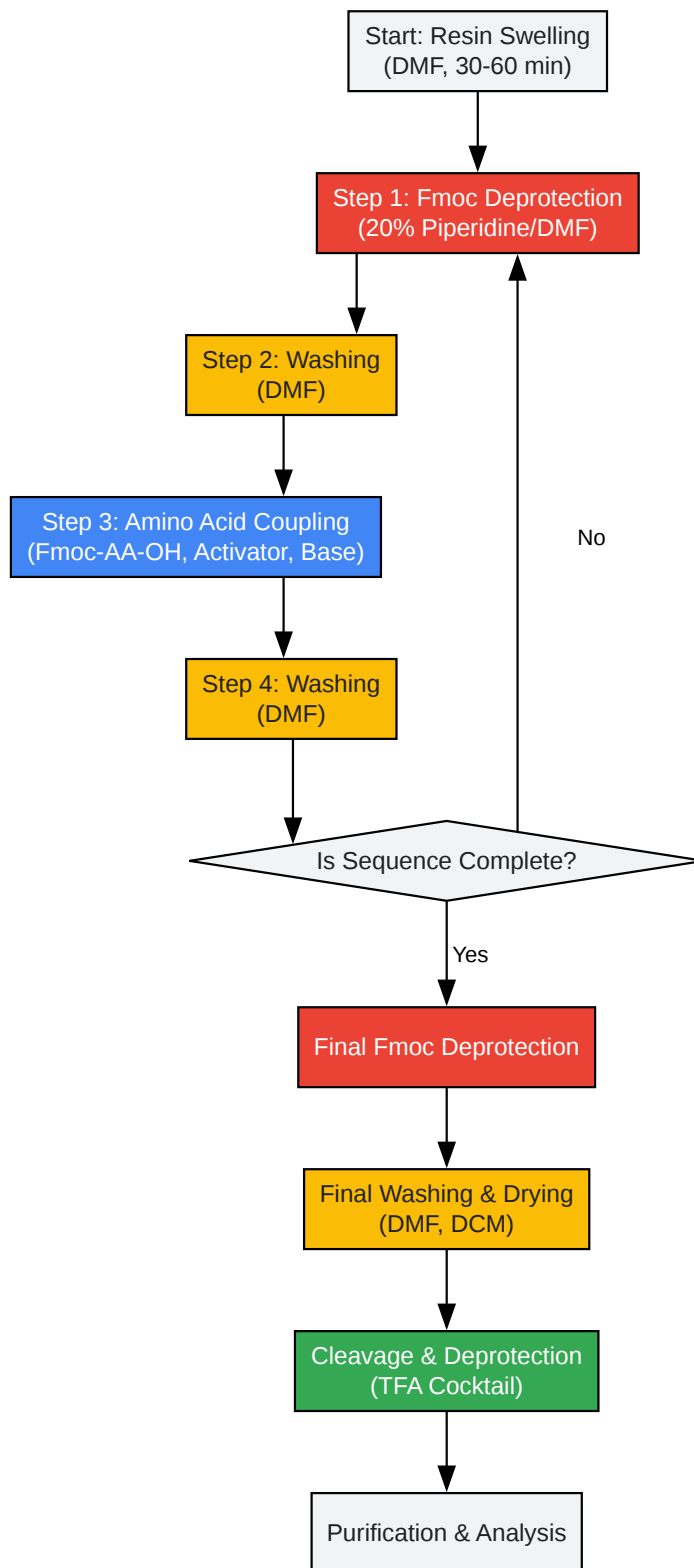 Start: Resin Swelling
(DMF, 30-60 min)
Step 1: Fmoc Deprotection
(20% Piperidine/DMF)
Step 2: Washing
(DMF)
Step 3: Amino Acid Coupling
(Fmoc-AA-OH, Activator, Base)
No
Step 4: Washing
(DMF)
Is Sequence Complete?
Yes
Final Fmoc Deprotection
Final Washing & Drying
(DMF, DCM)
Cleavage & Deprotection
(TFA Cocktail)
Purification & Analysis